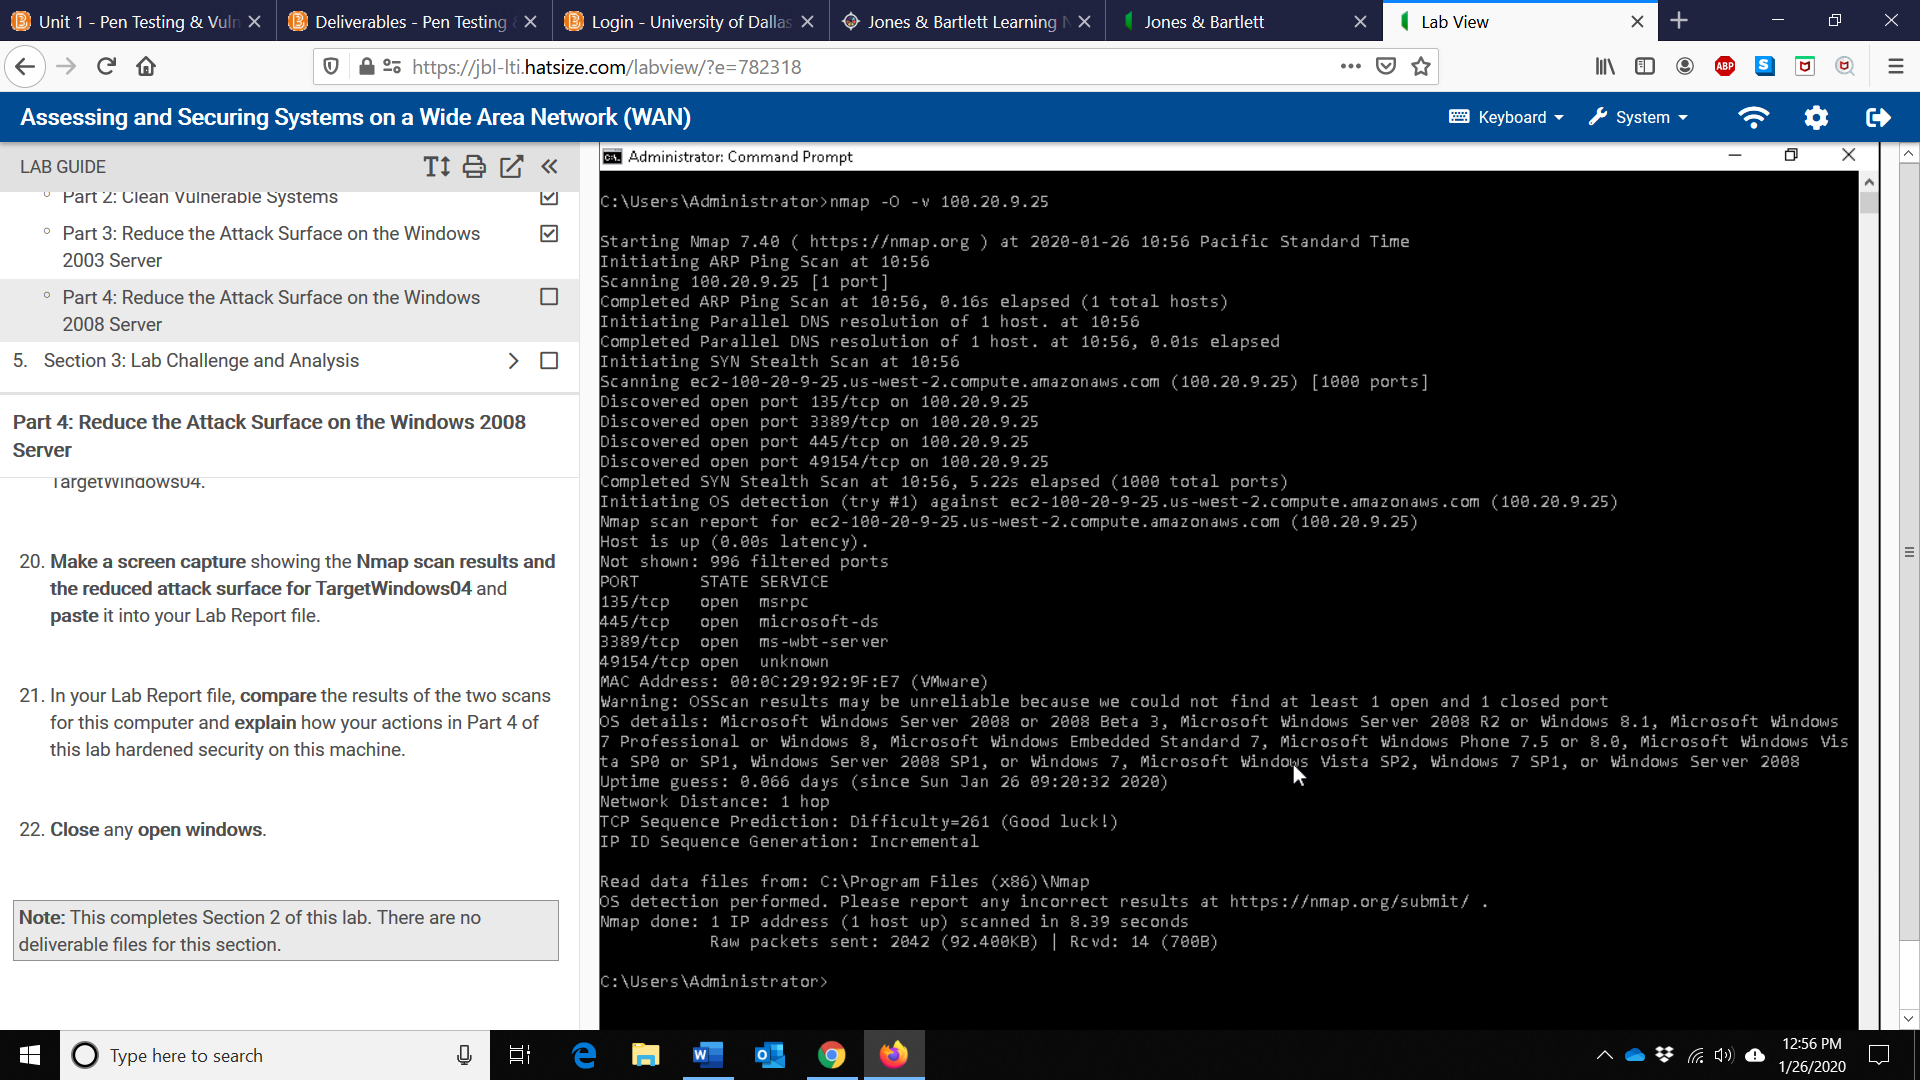 Unit 1 - Pen Testing & Vuln
Deliverables - Pen Testing &
Login - University of Dallas
Jones & Bartlett Learning N
Jones & Bartlett
Lab View
https://jbl-lti.hatsize.com/labview/?e=782318
ABP
S
Assessing and Securing Systems on a Wide Area Network (WAN)
Keyboard
System
LAB GUIDE
Part 2: Clean Vulnerable Systems
Part 3: Reduce the Attack Surface on the Windows
2003 Server
Part 4: Reduce the Attack Surface on the Windows
2008 Server
5. Section 3: Lab Challenge and Analysis
Part 4: Reduce the Attack Surface on the Windows 2008
Server
TargetWindows04.
20. Make a screen capture showing the Nmap scan results and
the reduced attack surface for TargetWindows04 and
paste it into your Lab Report file.
21. In your Lab Report file, compare the results of the two scans
for this computer and explain how your actions in Part 4 of
this lab hardened security on this machine.
22. Close any open windows.
Note: This completes Section 2 of this lab. There are no
deliverable files for this section.
Administrator: Command Prompt
C:\Users\Administrator>nmap -O -v 100.20.9.25
Starting Nmap 7.40 ( https://nmap.org ) at 2020-01-26 10:56 Pacific Standard Time
Initiating ARP Ping Scan at 10:56
Scanning 100.20.9.25 [1 port]
Completed ARP Ping Scan at 10:56, 0.16s elapsed (1 total hosts)
Initiating Parallel DNS resolution of 1 host. at 10:56
Completed Parallel DNS resolution of 1 host. at 10:56, 0.01s elapsed
Initiating SYN Stealth Scan at 10:56
Scanning ec2-100-20-9-25.us-west-2.compute.amazonaws.com (100.20.9.25) [1000 ports]
Discovered open port 135/tcp on 100.20.9.25
Discovered open port 3389/tcp on 100.20.9.25
Discovered open port 445/tcp on 100.20.9.25
Discovered open port 49154/tcp on 100.20.9.25
Completed SYN Stealth Scan at 10:56, 5.22s elapsed (1000 total ports)
Initiating OS detection (try #1) against ec2-100-20-9-25.us-west-2.compute.amazonaws.com (100.20.9.25)
Nmap scan report for ec2-100-20-9-25.us-west-2.compute.amazonaws.com (100.20.9.25)
Host is up (0.00s latency).
Not shown: 996 filtered ports
PORT STATE SERVICE
135/tcp open msrpc
445/tcp open microsoft-ds
3389/tcp open ms-wbt-server
49154/tcp open unknown
MAC Address: 00:0C:29:92:9F:E7 (VMware)
Warning: OSScan results may be unreliable because we could not find at least 1 open and 1 closed port
OS details: Microsoft Windows Server 2008 or 2008 Beta 3, Microsoft Windows Server 2008 R2 or Windows 8.1, Microsoft Windows
7 Professional or Windows 8, Microsoft Windows Embedded Standard 7, Microsoft Windows Phone 7.5 or 8.0, Microsoft Windows Vis
ta SP0 or SP1, Windows Server 2008 SP1, or Windows 7, Microsoft Windows Vista SP2, Windows 7 SP1, or Windows Server 2008
Uptime guess: 0.066 days (since Sun Jan 26 09:20:32 2020)
Network Distance: 1 hop
TCP Sequence Prediction: Difficulty=261 (Good luck!)
IP ID Sequence Generation: Incremental
Read data files from: C:\Program Files (x86)\Nmap
OS detection performed. Please report any incorrect results at https://nmap.org/submit/ .
Nmap done: 1 IP address (1 host up) scanned in 8.39 seconds
Raw packets sent: 2042 (92.400KB) | Rcvd: 14 (700B)
C:\Users\Administrator>
Type here to search
12:56 PM
1/26/2020